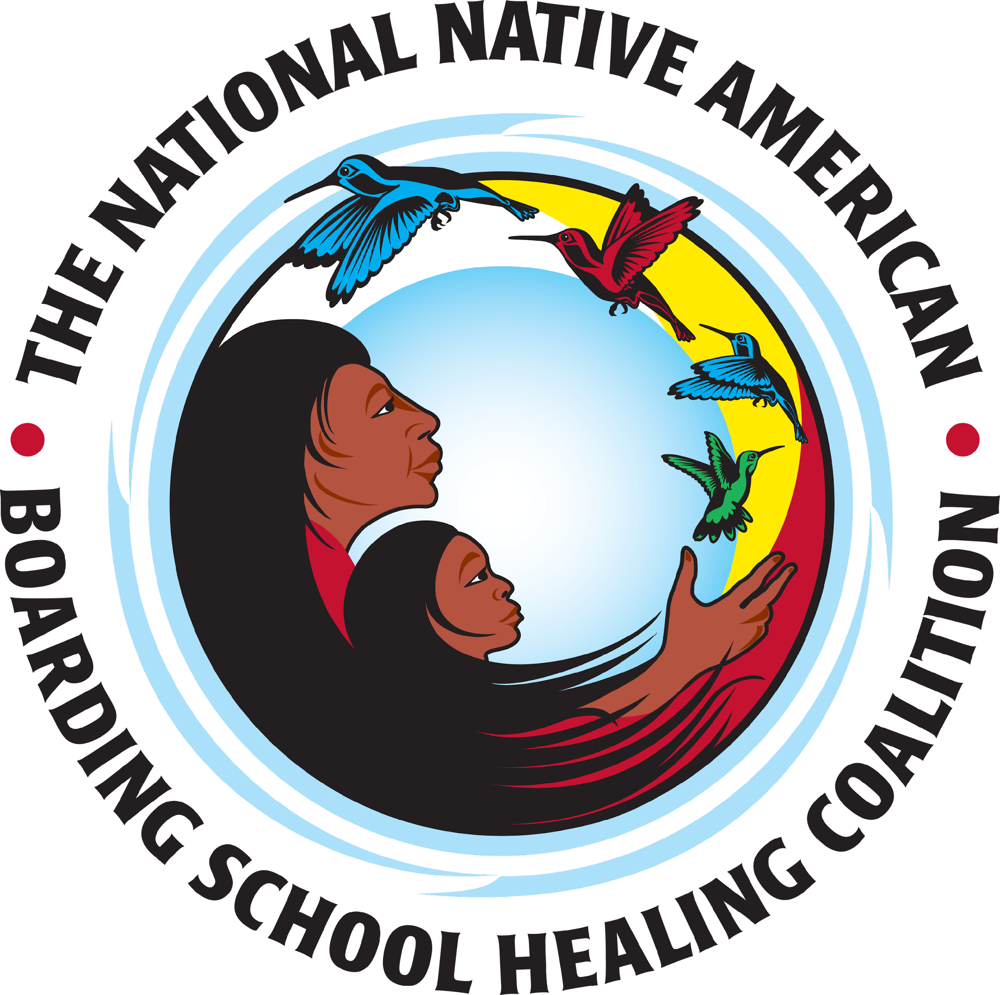 THE NATIONAL NATIVE AMERICAN
BOARDING SCHOOL HEALING COALITION